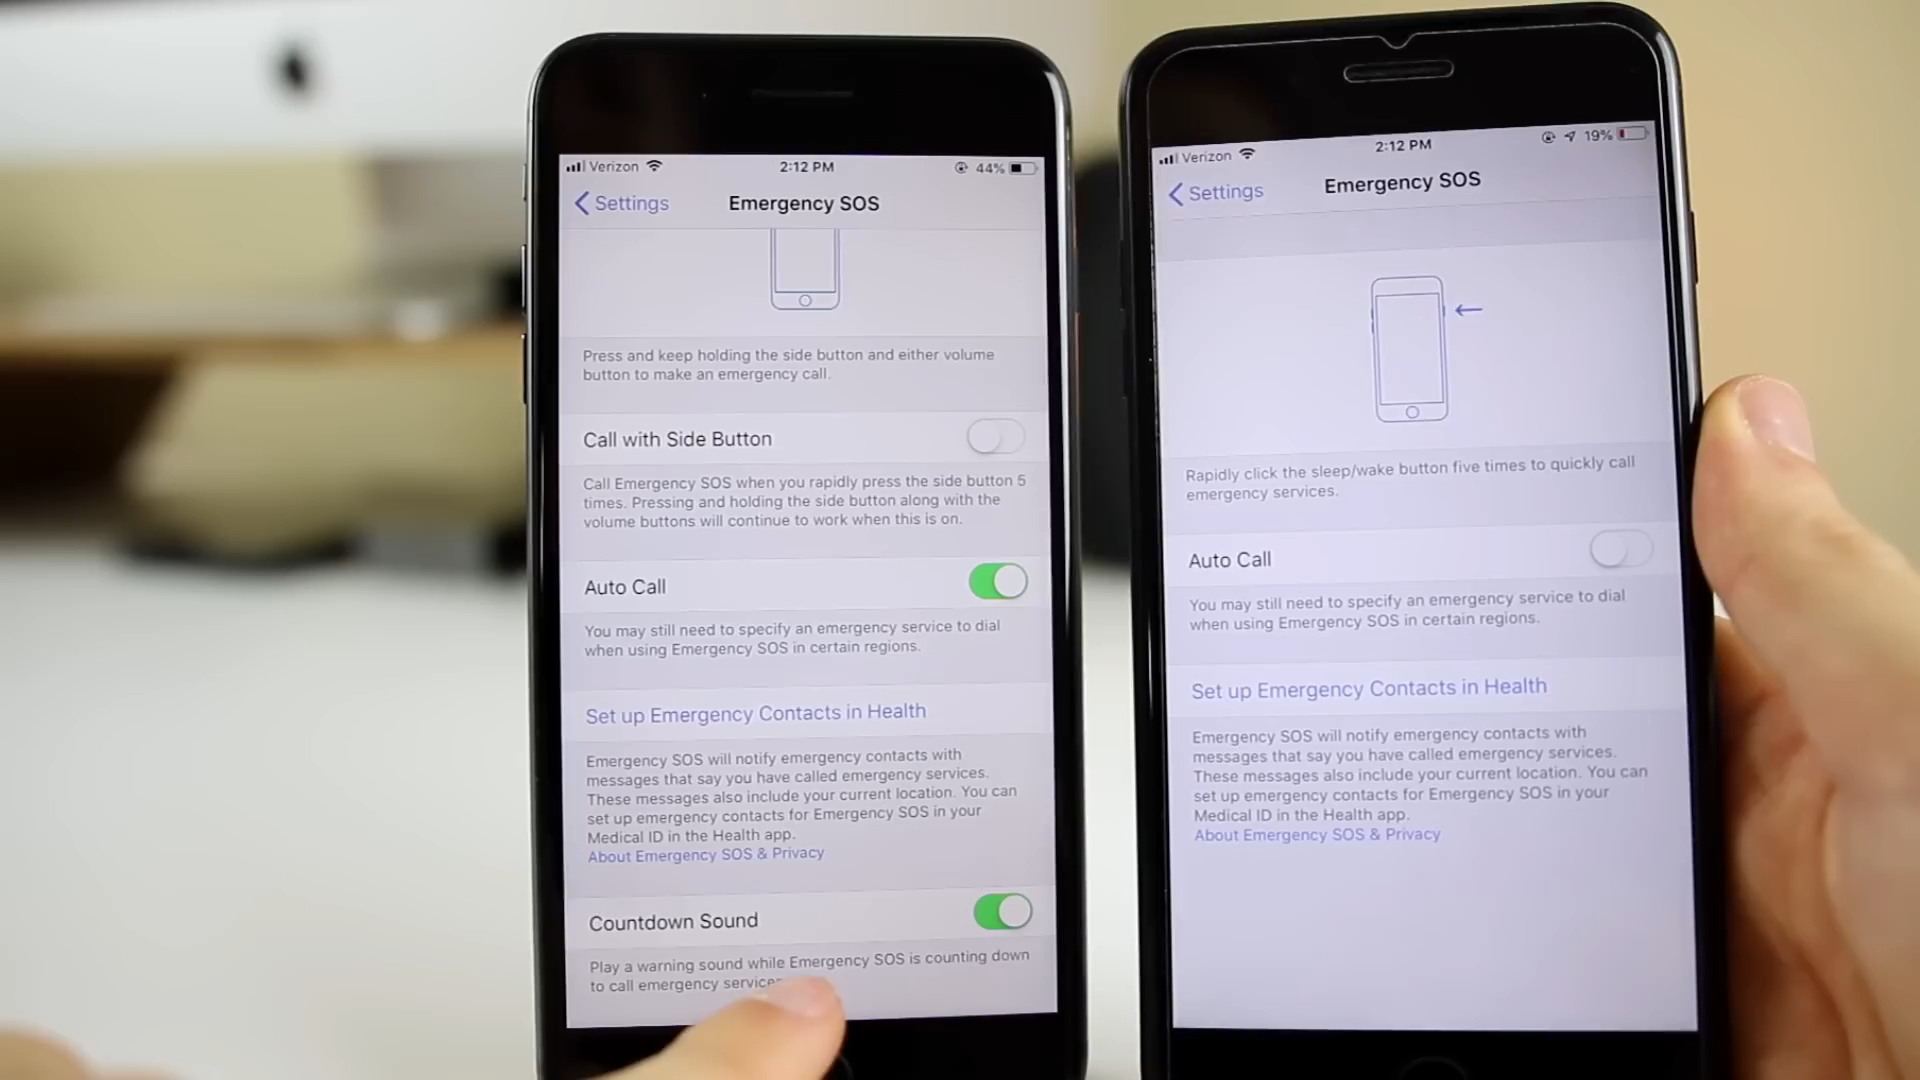 Verizon 2:12 PM 44%
Settings Emergency SOS
Press and keep holding the side button and either volume
button to make an emergency call.
Call with Side Button
Call Emergency SOS when you rapidly press the side button 5
times. Pressing and holding the side button along with the
volume buttons will continue to work when this is on.
Auto Call
You may still need to specify an emergency service to dial
when using Emergency SOS in certain regions.
Set up Emergency Contacts in Health
Emergency SOS will notify emergency contacts with
messages that say you have called emergency services.
These messages also include your current location. You can
set up emergency contacts for Emergency SOS in your
Medical ID in the Health app.
About Emergency SOS & Privacy
Countdown Sound
Play a warning sound while Emergency SOS is counting down
to call emergency
Verizon 2:12 PM 19%
Settings Emergency SOS
Rapidly click the sleep/wake button five times to quickly call
emergency services.
Auto Call
You may still need to specify an emergency service to dial
when using Emergency SOS in certain regions.
Set up Emergency Contacts in Health
Emergency SOS will notify emergency contacts with
messages that say you have called emergency services.
These messages also include your current location. You can
set up emergency contacts for Emergency SOS in your
Medical ID in the Health app.
About Emergency SOS & Privacy